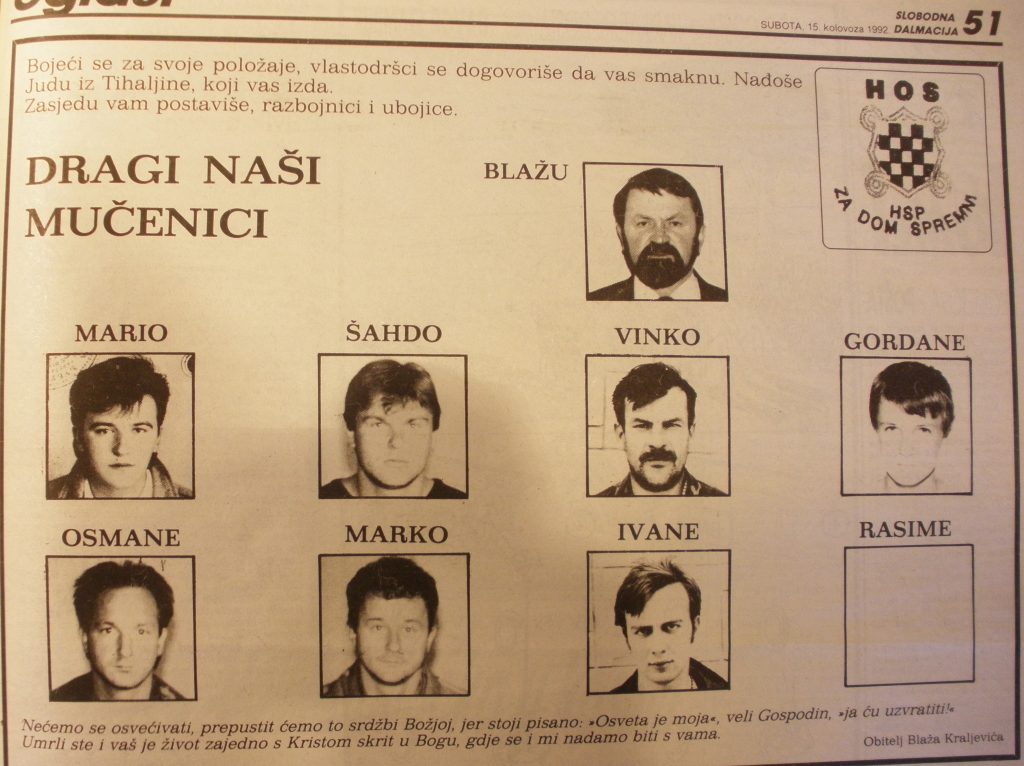 oglasi
SUBOTA, 15. kolovoza 1992. SLOBODNA
DALMACIJA 51
Bojeći se za svoje položaje, vlastodršci se dogovoriše da vas smaknu. Nađoše
Judu iz Tihaljine, koji vas izda.
Zasjedu vam postaviše, razbojnici i ubojice.
HOS
HSP
ZA DOM SPREMNI
DRAGI NAŠI
MUČENICI
BLAŽU
MARIO ŠAHDO VINKO GORDANE
OSMANE MARKO IVANE RASIME
Nećemo se osvećivati, prepustit ćemo to srdžbi Božjoj, jer stoji pisano: »Osveta je moja«, veli Gospodin, »ja ću uzvratiti!«
Umrli ste i vaš je život zajedno s Kristom skrit u Bogu, gdje se i mi nadamo biti s vama.
Obitelj Blaža Kraljevića